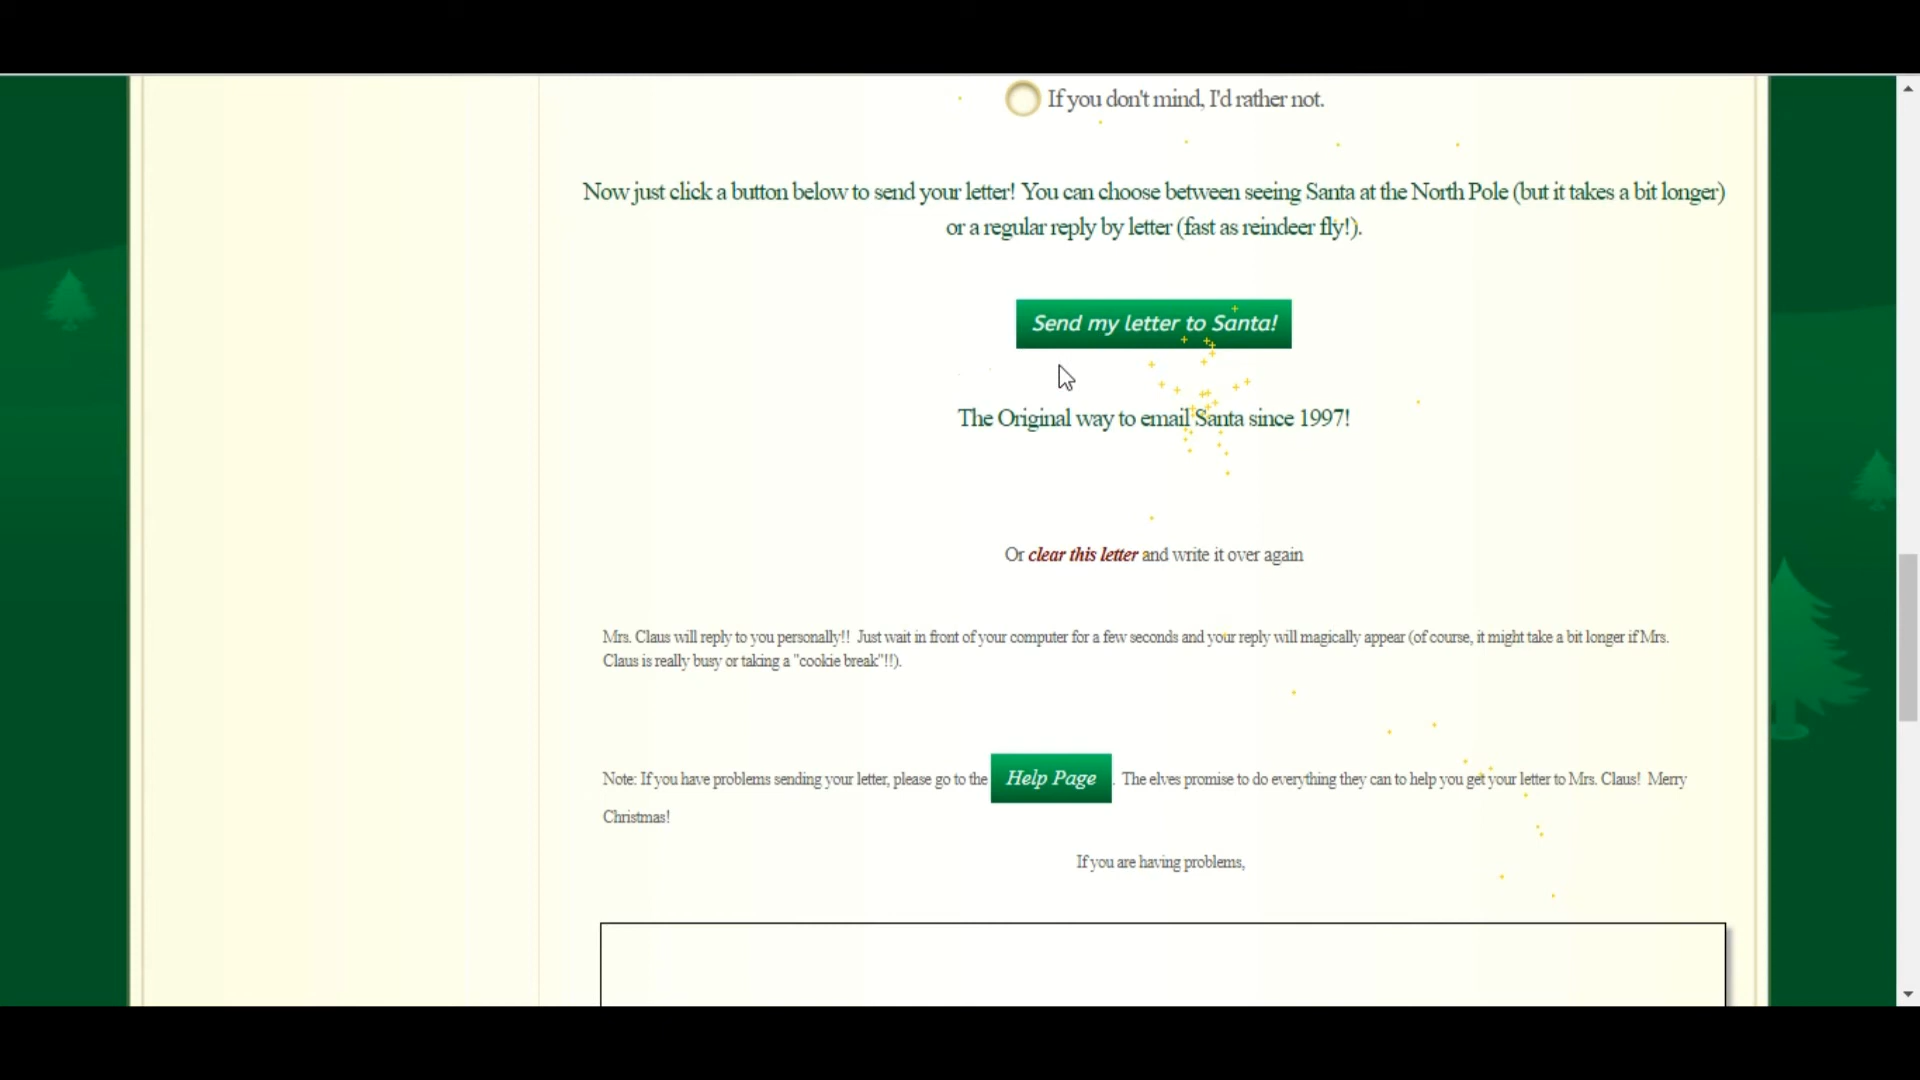 If you don't mind, I'd rather not.
Now just click a button below to send your letter! You can choose between seeing Santa at the North Pole (but it takes a bit longer)
or a regular reply by letter (fast as reindeer fly!).
Send my letter to Santa!
The Original way to email Santa since 1997!
Or clear this letter and write it over again
Mrs. Claus will reply to you personally!! Just wait in front of your computer for a few seconds and your reply will magically appear (of course, it might take a bit longer if Mrs.
Claus is really busy or taking a "cookie break"!!).
Note: If you have problems sending your letter, please go to the Help Page. The elves promise to do everything they can to help you get your letter to Mrs. Claus! Merry
Christmas!
If you are having problems,